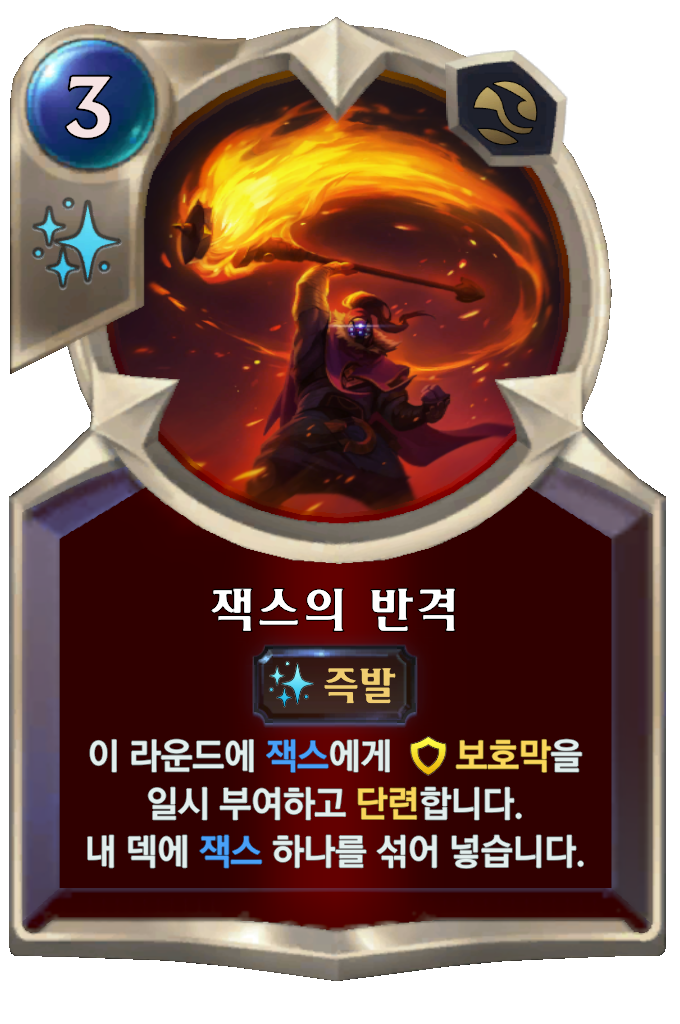 3
잭스의 반격
즉발
이 라운드에 잭스에게 보호막을
일시 부여하고 단련합니다.
내 덱에 잭스 하나를 섞어 넣습니다.